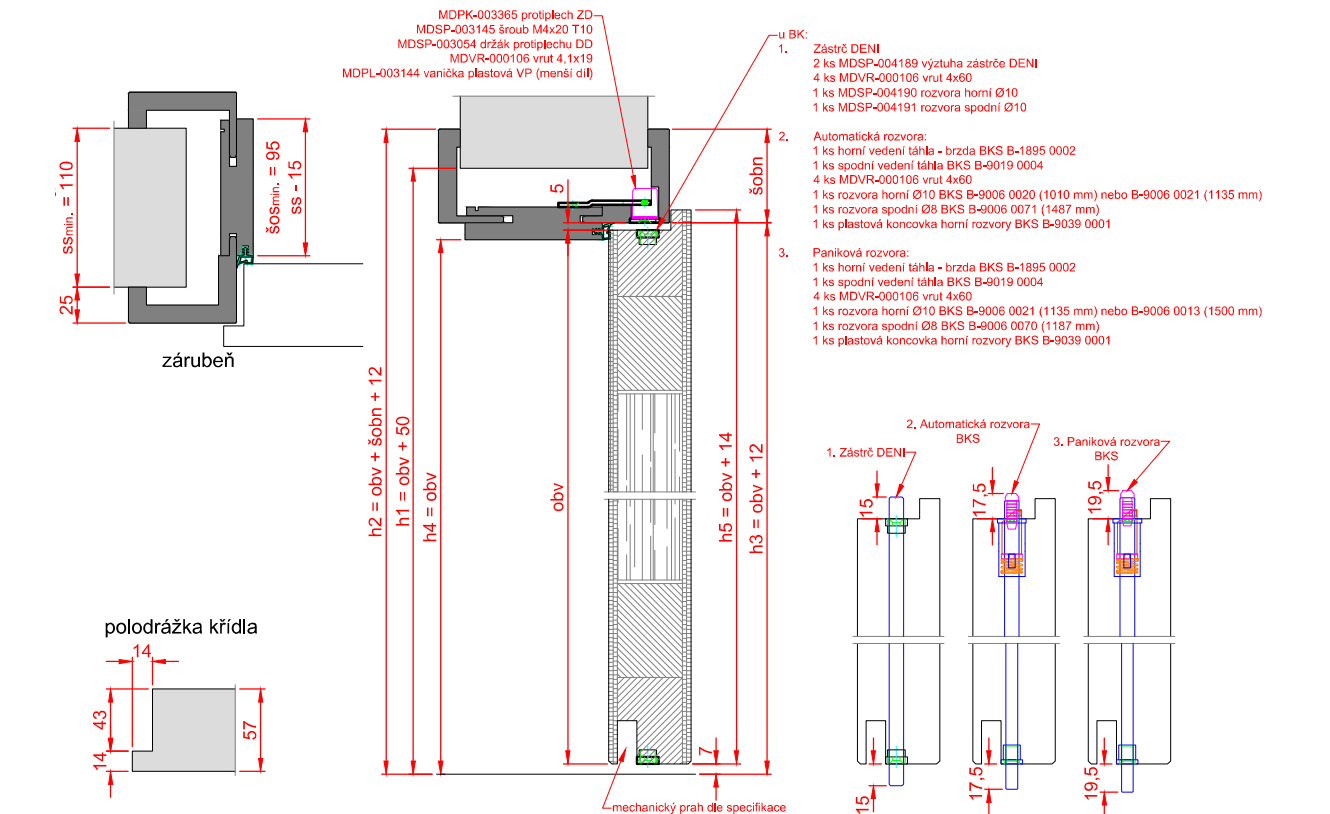 MDPK-003365 protiplech ZD
MDSP-003145 šroub M4x20 T10
MDSP-003054 držák protiplechu DD
MDVR-000106 vrut 4,1x19
MDPL-003144 vanička plastová VP (menší díl)
u BK:
1. Zástrč DENI
2 ks MDSP-004189 výztuha zástrče DENI
4 ks MDVR-000106 vrut 4x60
1 ks MDSP-004190 rozvora horní Ø10
1 ks MDSP-004191 rozvora spodní Ø10
2. Automatická rozvora:
1 ks horní vedení táhla - brzda BKS B-1895 0002
1 ks spodní vedení táhla BKS B-9019 0004
4 ks MDVR-000106 vrut 4x60
1 ks rozvora horní Ø10 BKS B-9006 0020 (1010 mm) nebo B-9006 0021 (1135 mm)
1 ks rozvora spodní Ø8 BKS B-9006 0071 (1487 mm)
1 ks plastová koncovka horní rozvory BKS B-9039 0001
3. Paniková rozvora:
1 ks horní vedení táhla - brzda BKS B-1895 0002
1 ks spodní vedení táhla BKS B-9019 0004
4 ks MDVR-000106 vrut 4x60
1 ks rozvora horní Ø10 BKS B-9006 0021 (1135 mm) nebo B-9006 0013 (1500 mm)
1 ks rozvora spodní Ø8 BKS B-9006 0070 (1187 mm)
1 ks plastová koncovka horní rozvory BKS B-9039 0001
ssmin. = 110
25
šosmin. = 95
ss - 15
zárubeň
5
šobn
h2 = obv + šobn + 12
h1 = obv + 50
h4 = obv
obv
h5 = obv + 14
h3 = obv + 12
7
mechanický prah dle specifikace
polodrážka křídla
14
43
14
57
1. Zástrč DENI
2. Automatická rozvora
BKS
3. Paniková rozvora
BKS
15
17,5
19,5
15
17,5
19,5